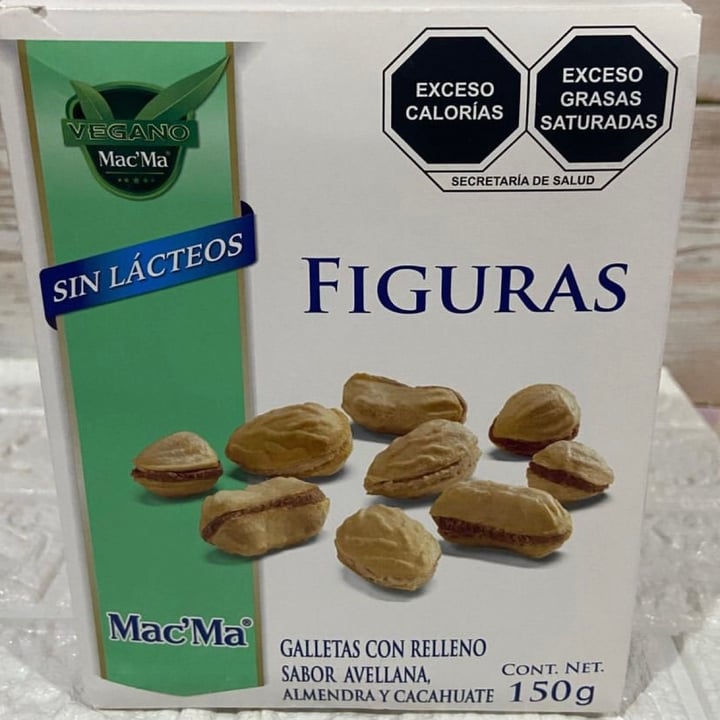 VEGANO
Mac'Ma®
SIN LÁCTEOS
EXCESO
CALORÍAS
EXCESO
GRASAS
SATURADAS
SECRETARÍA DE SALUD
FIGURAS
Mac'Ma®
GALLETAS CON RELLENO
SABOR AVELLANA,
ALMENDRA Y CACAHUATE
CONT. NET.
150g